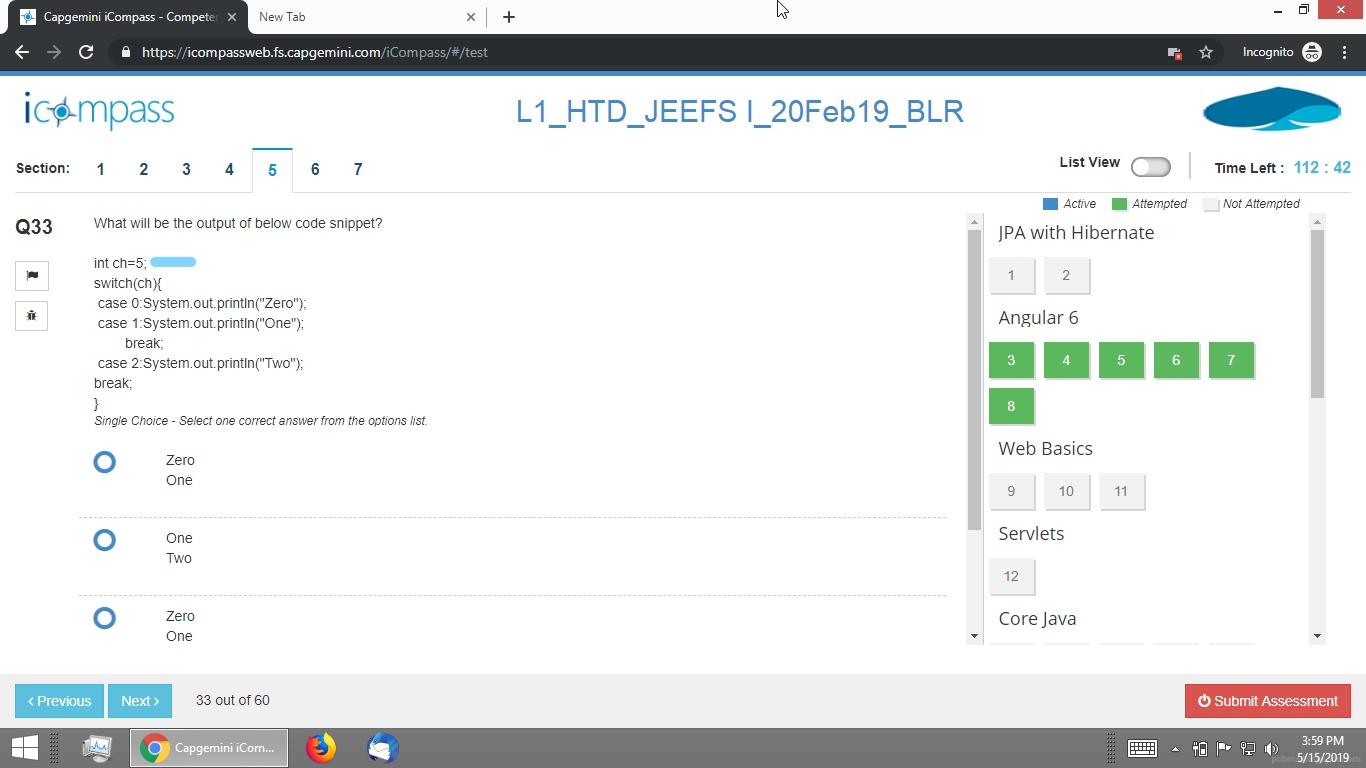 Capgemini iCompass - Competen
New Tab
https://icompassweb.fs.capgemini.com/iCompass/#/test
Incognito
icompass
L1_HTD_JEEFS I_20Feb19_BLR
Section: 1 2 3 4 5 6 7
List View
Time Left : 112 : 42
Active Attempted Not Attempted
Q33
What will be the output of below code snippet?
int ch=5;
switch(ch){
case 0:System.out.println("Zero");
case 1:System.out.println("One");
break;
case 2:System.out.println("Two");
break;
}
Single Choice - Select one correct answer from the options list.
Zero
One
One
Two
Zero
One
JPA with Hibernate
1 2
Angular 6
3 4 5 6 7
8
Web Basics
9 10 11
Servlets
12
Core Java
Previous
Next
33 out of 60
Submit Assessment
Capgemini iCom...
3:59 PM
5/15/2019